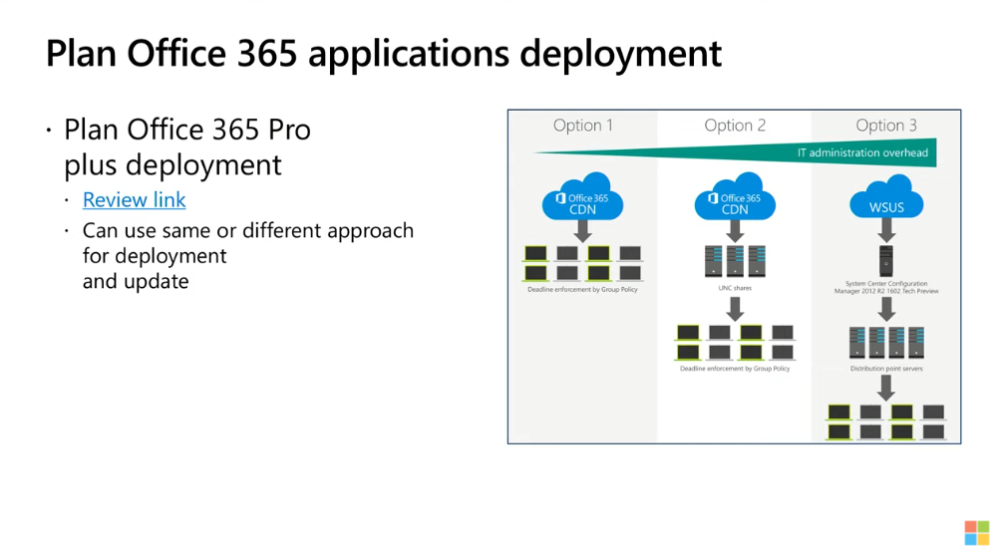 Plan Office 365 applications deployment
Plan Office 365 Pro
plus deployment
Review link
Can use same or different approach
for deployment
and update
Option 1
Option 2
Option 3
IT administration overhead
Office 365
CDN
Deadline enforcement by Group Policy
Office 365
CDN
UNC shares
Deadline enforcement by Group Policy
WSUS
System Center Configuration
Manager 2012 R2 1602 Tech Preview
Distribution point servers